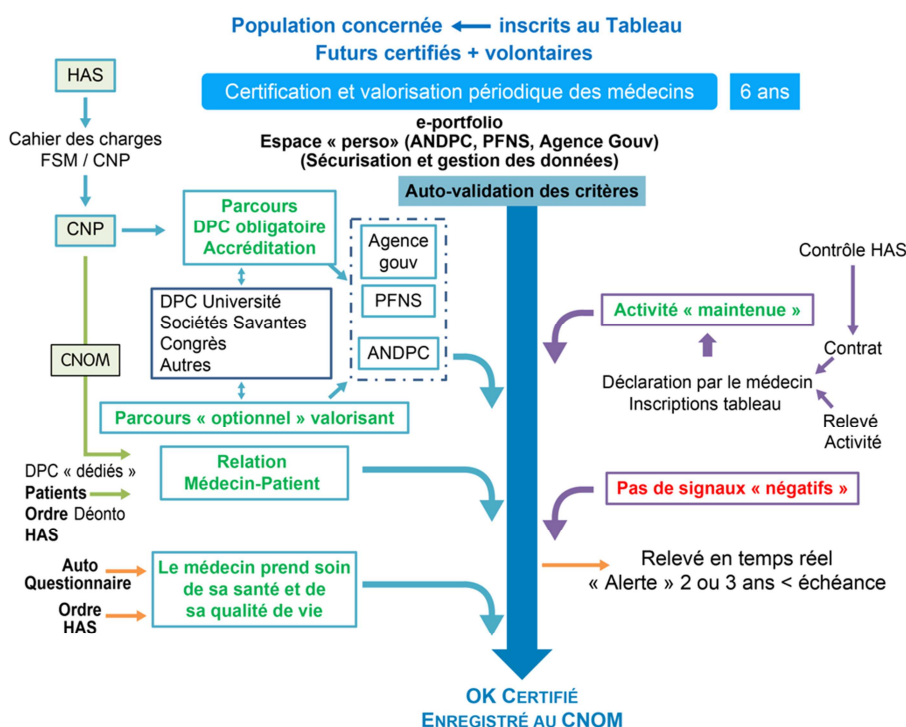 Population concernée
inscrits au Tableau
Futurs certifiés + volontaires
Certification et valorisation périodique des médecins
6 ans
e-portfolio
Espace « perso» (ANDPC, PFNS, Agence Gouv)
(Sécurisation et gestion des données)
Auto-validation des critères
HAS
Cahier des charges
FSM / CNP
CNP
CNOM
Parcours
DPC obligatoire
Accréditation
DPC Université
Sociétés Savantes
Congrès
Autres
Parcours « optionnel » valorisant
Agence
gouv
PFNS
ANDPC
DPC « dédiés »
Patients
Ordre Déonto
HAS
Relation
Médecin-Patient
Auto
Questionnaire
Ordre
HAS
Le médecin prend soin
de sa santé et de
sa qualité de vie
Contrôle HAS
Activité « maintenue »
Contrat
Déclaration par le médecin
Inscriptions tableau
Relevé
Activité
Pas de signaux « négatifs »
Relevé en temps réel
« Alerte » 2 ou 3 ans < échéance
OK CERTIFIÉ
ENREGISTRÉ AU CNOM